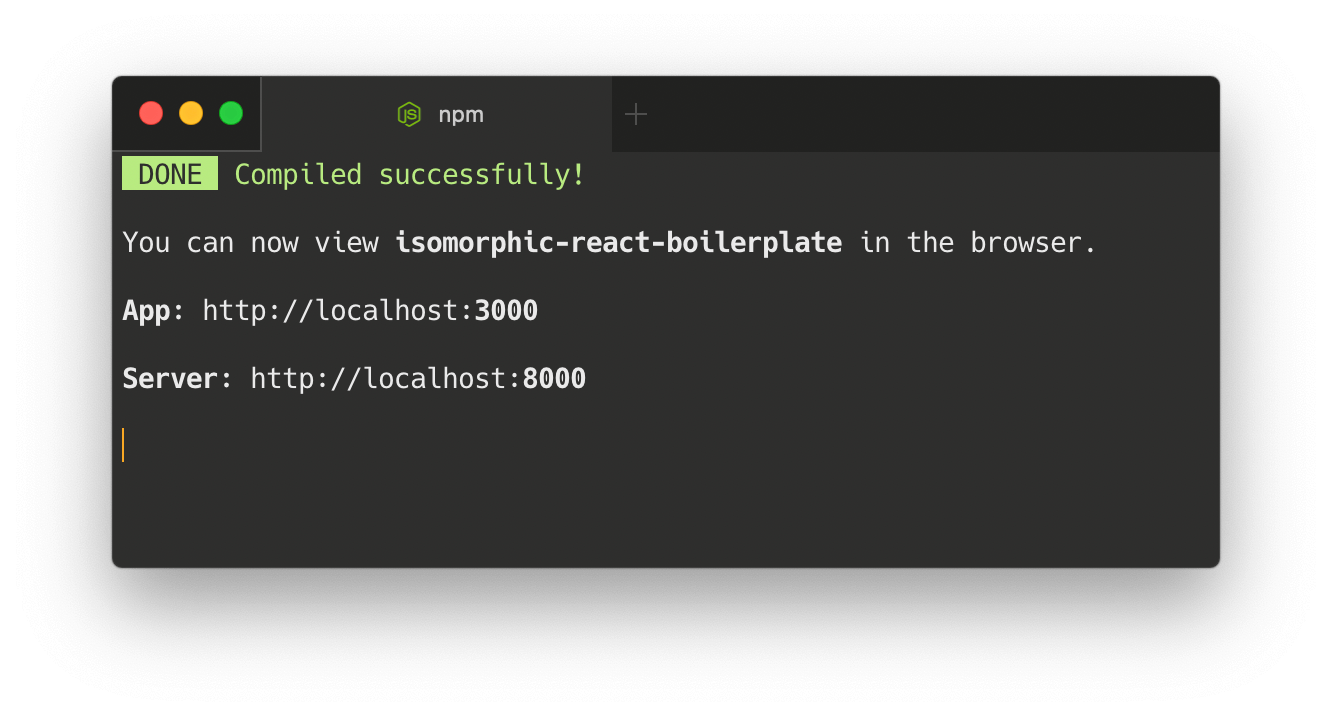 npm
DONE Compiled successfully!
You can now view isomorphic-react-boilerplate in the browser.
App: http://localhost:3000
Server: http://localhost:8000